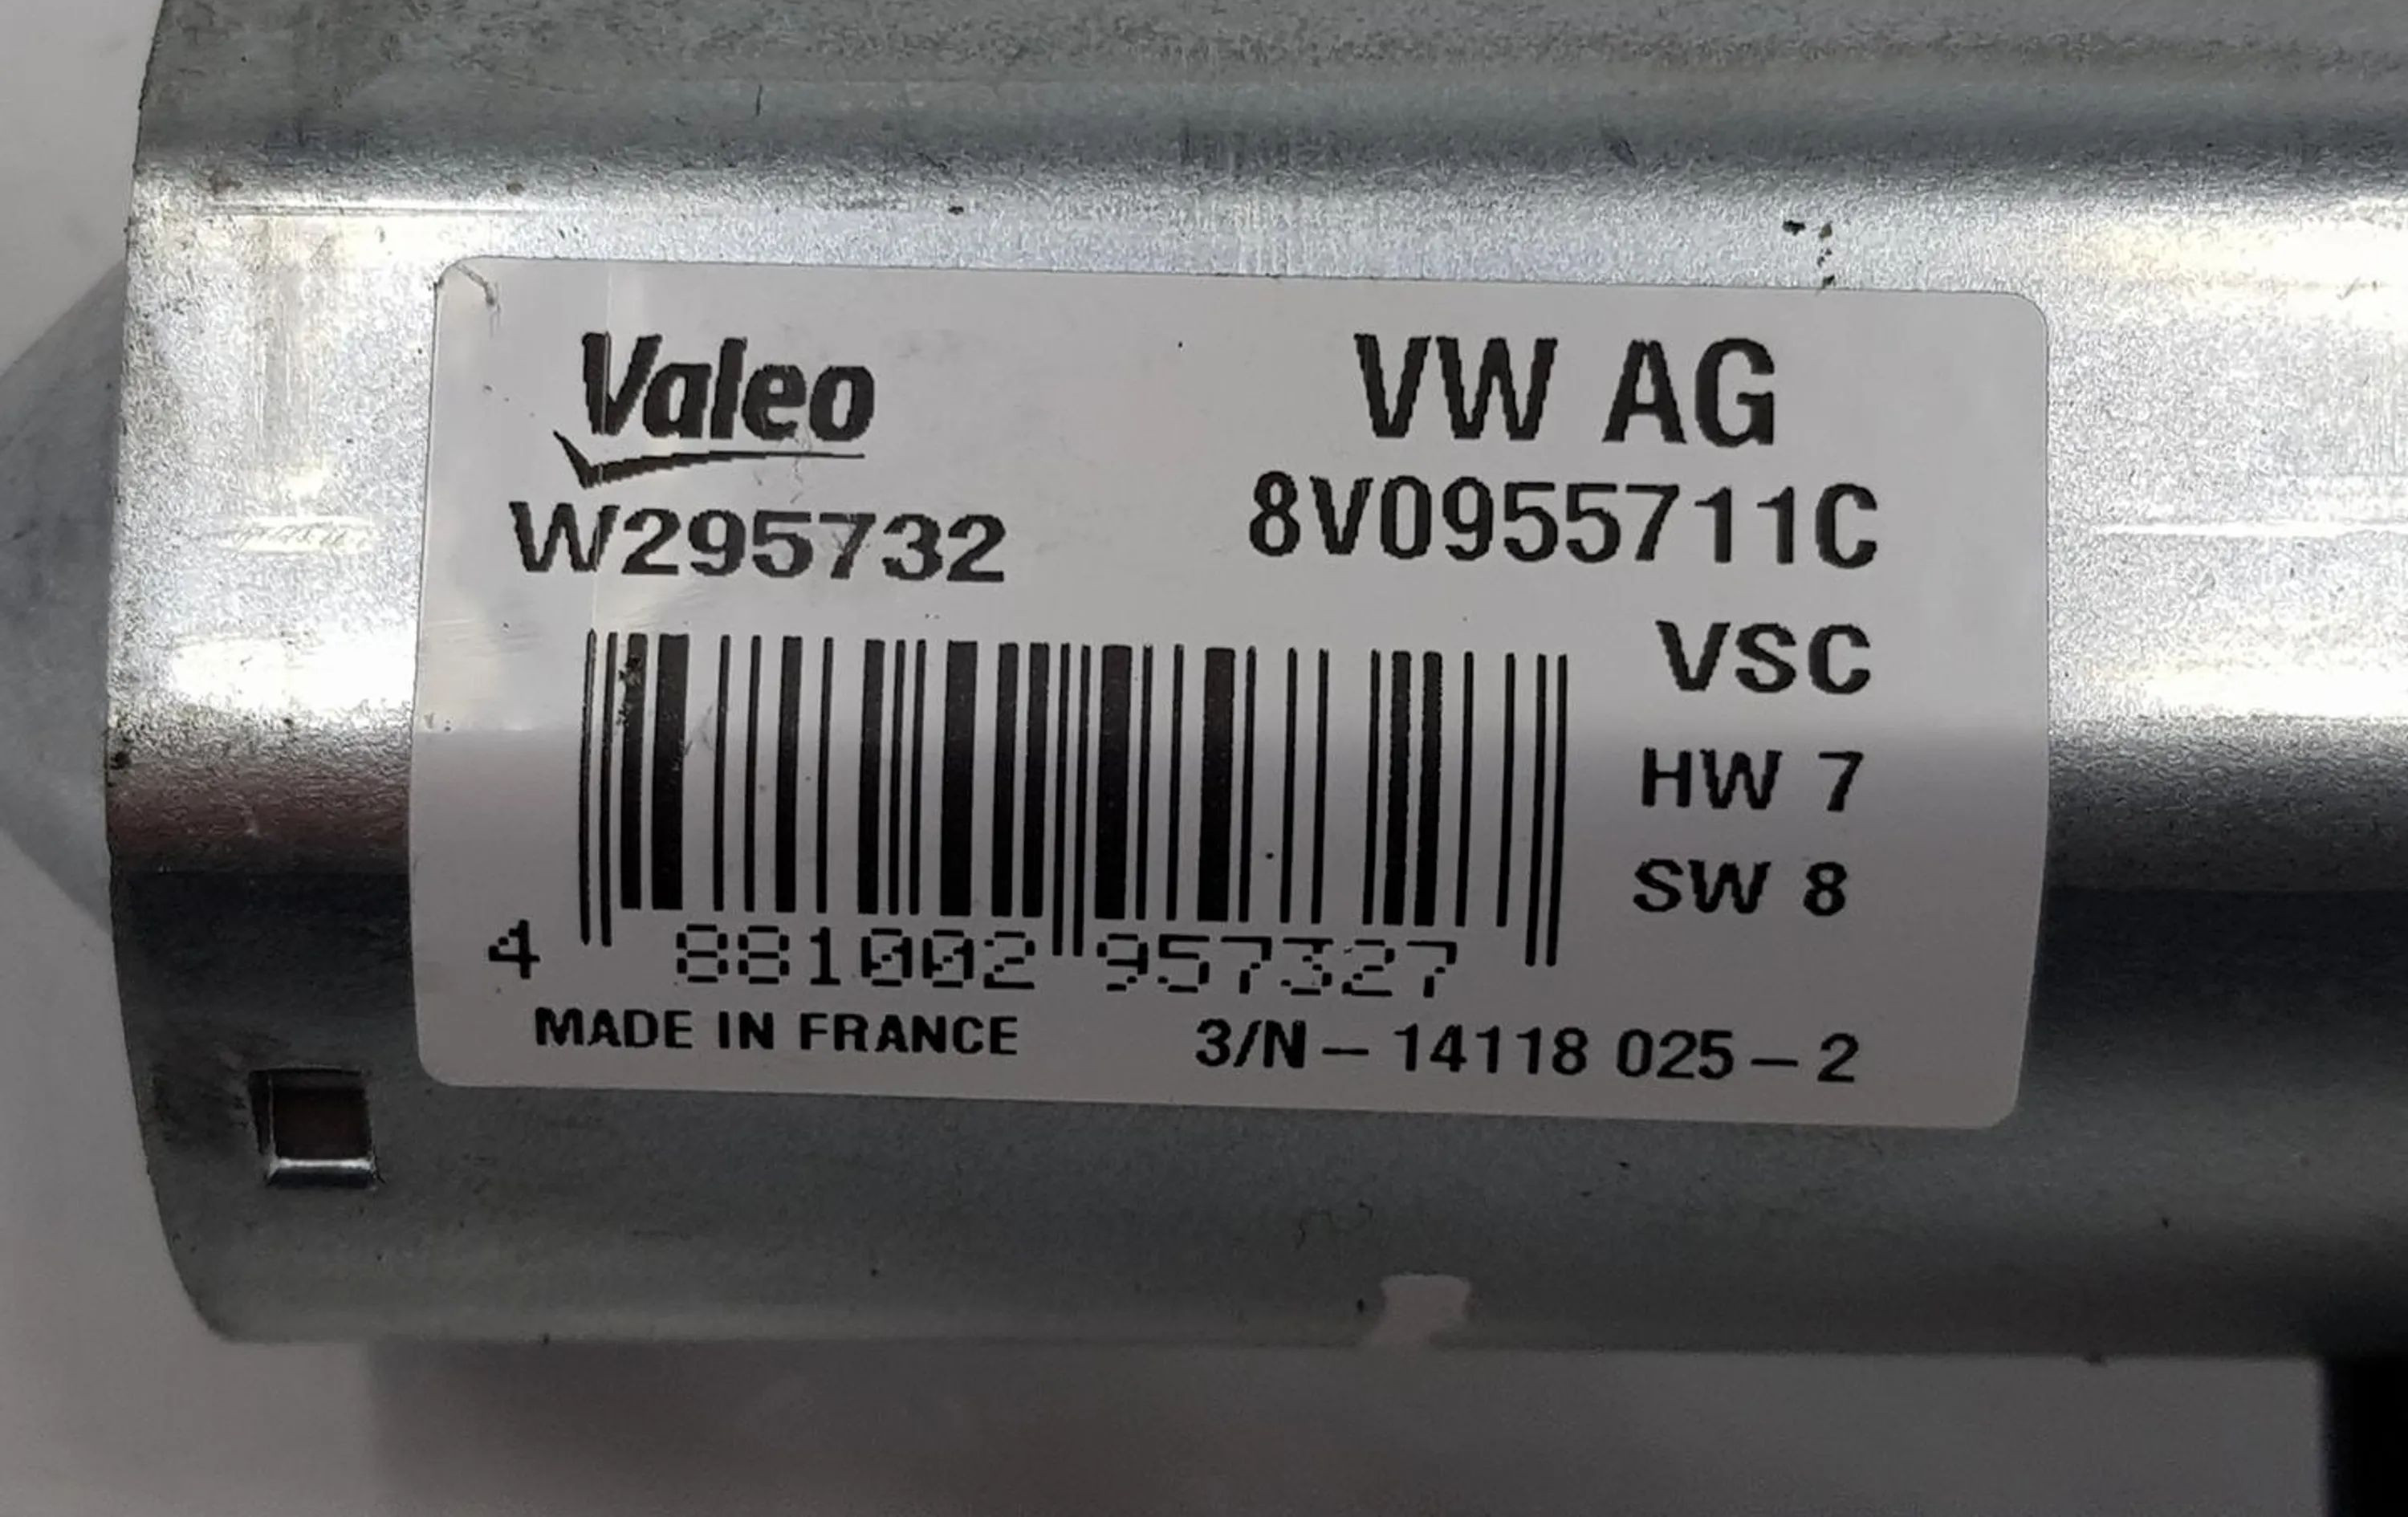 Valeo
VW AG
W295732
8V0955711C
VSC
HW 7
SW 8
4 881002 957327
MADE IN FRANCE
3/N – 14118 025 – 2